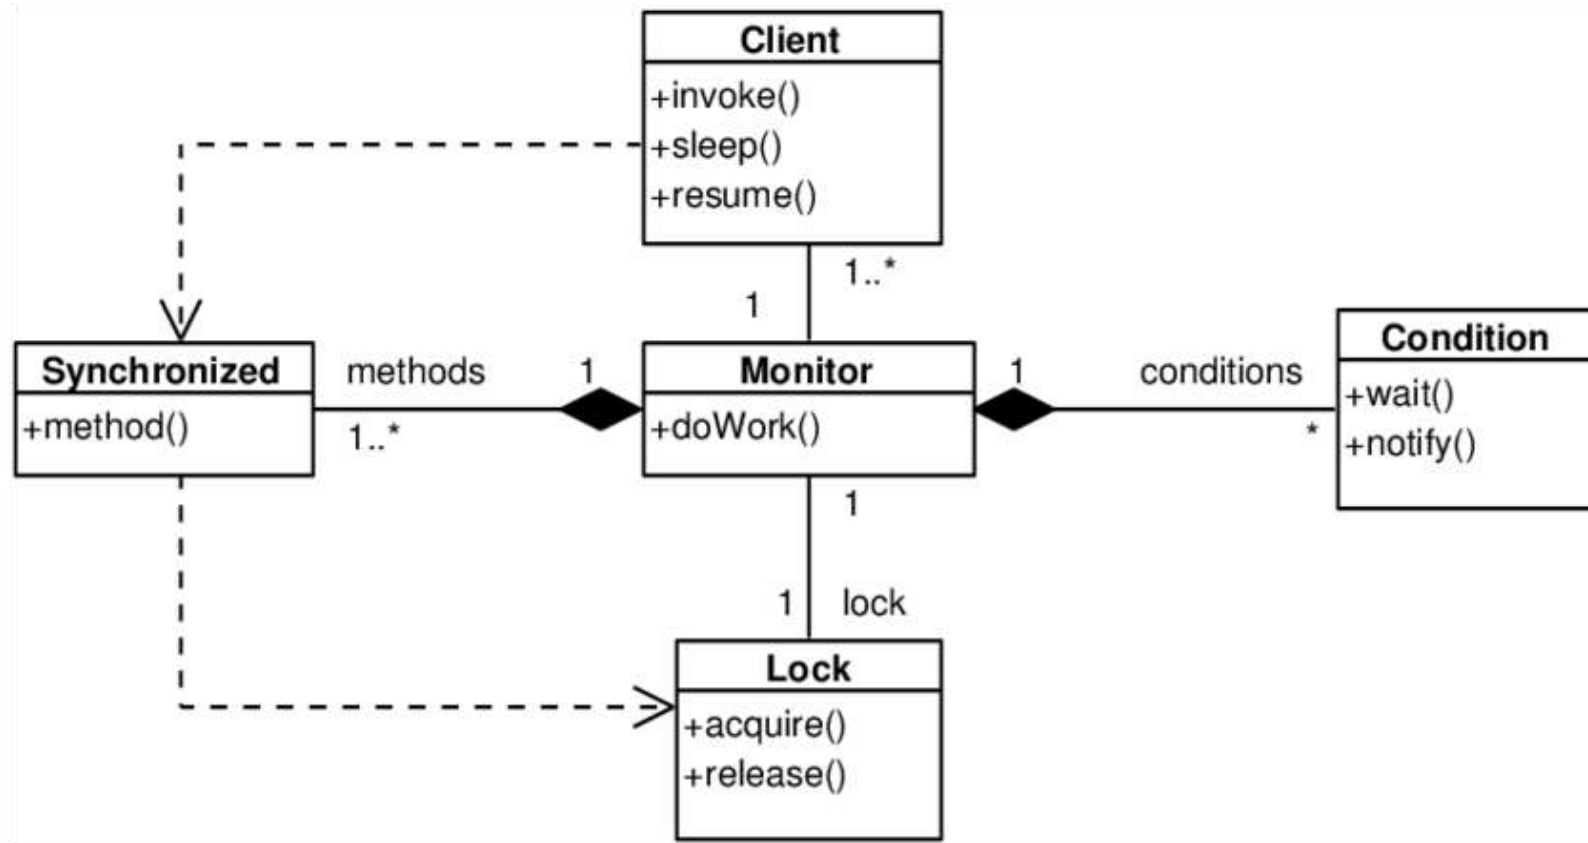 Client
+invoke()
+sleep()
+resume()
1..*
1
Synchronized
+method()
methods
1..*
1
Monitor
+doWork()
1
conditions
*
Condition
+wait()
+notify()
1
1
lock
Lock
+acquire()
+release()